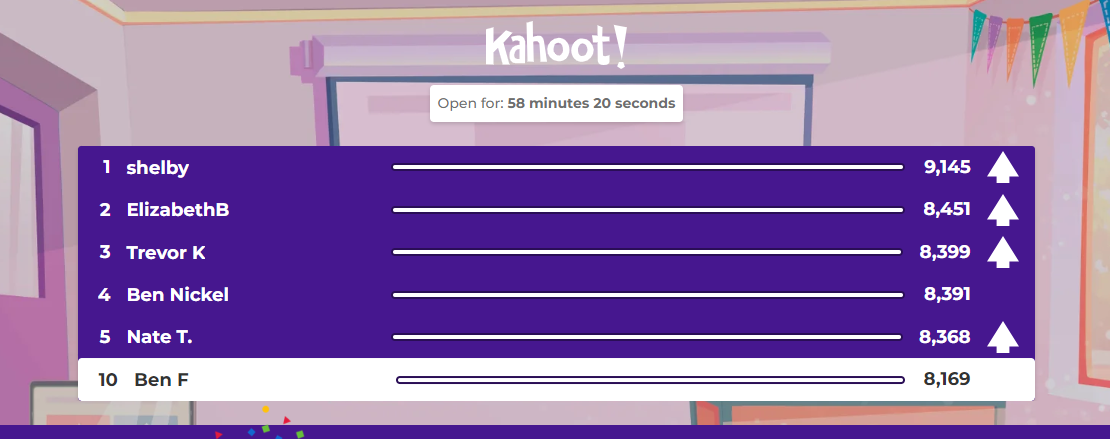 Kahoot!
Open for: 58 minutes 20 seconds
1 shelby 9,145
2 ElizabethB 8,451
3 Trevor K 8,399
4 Ben Nickel 8,391
5 Nate T. 8,368
10 Ben F 8,169